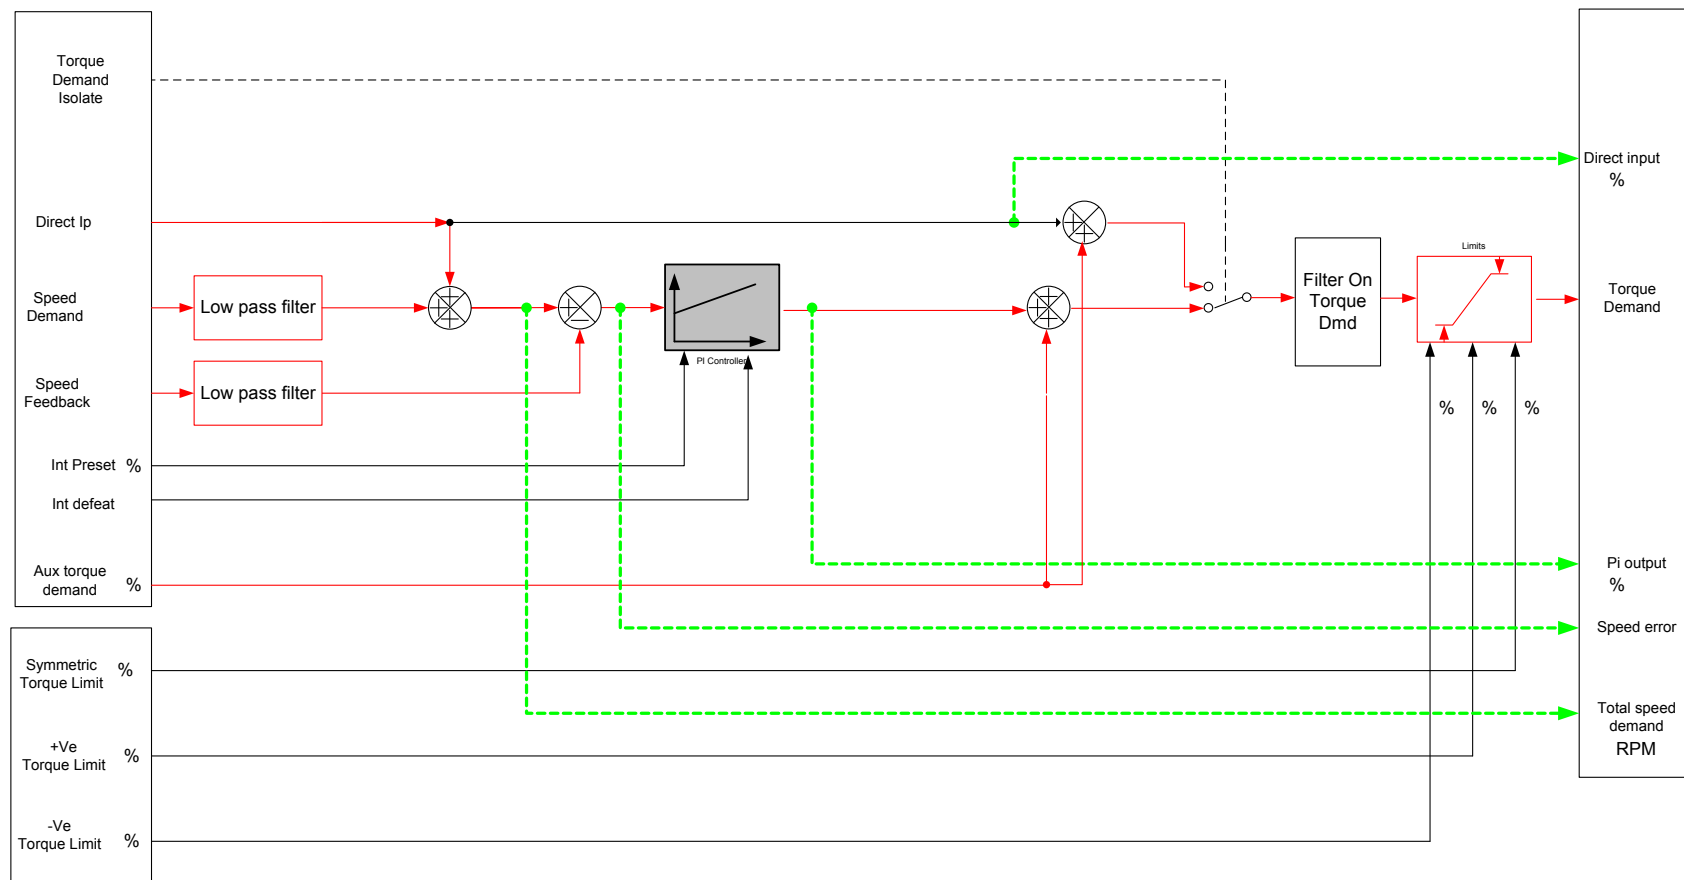 Torque
Demand
Isolate
Direct Ip
Speed
Demand
Speed
Feedback
Int Preset %
Int defeat
Aux torque %
demand
Symmetric %
Torque Limit
+Ve
Torque Limit %
-Ve
Torque Limit %
Low pass filter
Low pass filter
PI Controller
Filter On
Torque
Dmd
Limits
% % %
Direct input
%
Torque
Demand
Pi output
%
Speed error
Total speed
demand
RPM